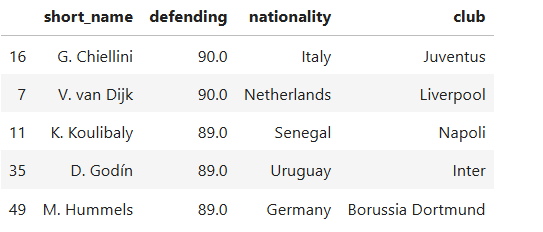 short_name defending nationality club
16 G. Chiellini 90.0 Italy Juventus
7 V. van Dijk 90.0 Netherlands Liverpool
11 K. Koulibaly 89.0 Senegal Napoli
35 D. Godín 89.0 Uruguay Inter
49 M. Hummels 89.0 Germany Borussia Dortmund